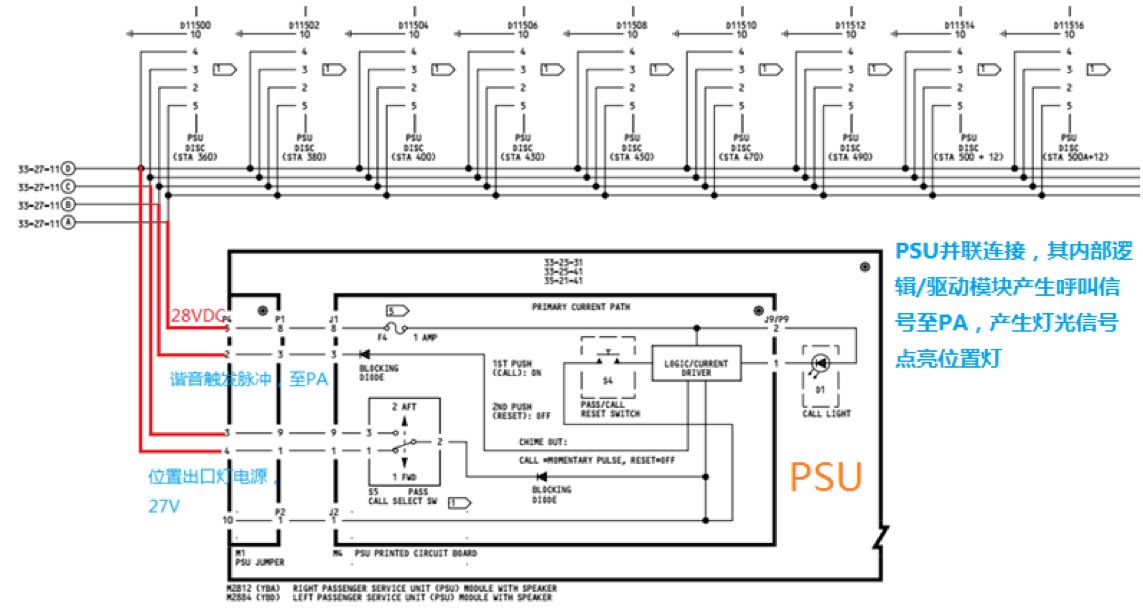 D11500 D11502 D11504 D11506 D11508 D11510 D11512 D11514 D11516
10 10 10 10 10 10 10 10 10
4 4 4 4 4 4 4 4 4
3 1 3 1 3 1 3 1 3 1 3 1 3 1 3 1 3 1
2 2 2 2 2 2 2 2 2
5 5 5 5 5 5 5 5 5
PSU PSU PSU PSU PSU PSU PSU PSU PSU
DISC DISC DISC DISC DISC DISC DISC DISC DISC
(STA 360) (STA 380) (STA 400) (STA 430) (STA 450) (STA 470) (STA 490) (STA 500 + 12) (STA 500A+12)
33-27-11 D
33-27-11 C
33-27-11 B
33-27-11 A
PSU并联连接，其内部逻
辑/驱动模块产生呼叫信
号至PA，产生灯光信号
点亮位置灯
33-23-31
33-25-41
35-21-41
PRIMARY CURRENT PATH
28VDC
P4 P1 J1 5 J9/P9
5 8 8 2
F4 1 AMP
2 3 3
BLOCKING
DIODE
谐音触发脉冲，至PA
1ST PUSH
(CALL): ON
2ND PUSH
(RESET): OFF
S4
PASS/CALL
RESET SWITCH
LOGIC/CURRENT
DRIVER
1
D1
CALL LIGHT
2 AFT
3 9 9 3
4 1 1 1 2
1 FWD
S5 PASS
CALL SELECT SW 1
CHIME OUT:
CALL =MOMENTARY PULSE, RESET=OFF
BLOCKING
DIODE
位置出口灯电源，
27V
PSU
P2 J2
10 1 1
M1
PSU JUMPER
M4 PSU PRINTED CIRCUIT BOARD
M2812 (YBA) RIGHT PASSENGER SERVICE UNIT (PSU) MODULE WITH SPEAKER
M2884 (YBD) LEFT PASSENGER SERVICE UNIT (PSU) MODULE WITH SPEAKER